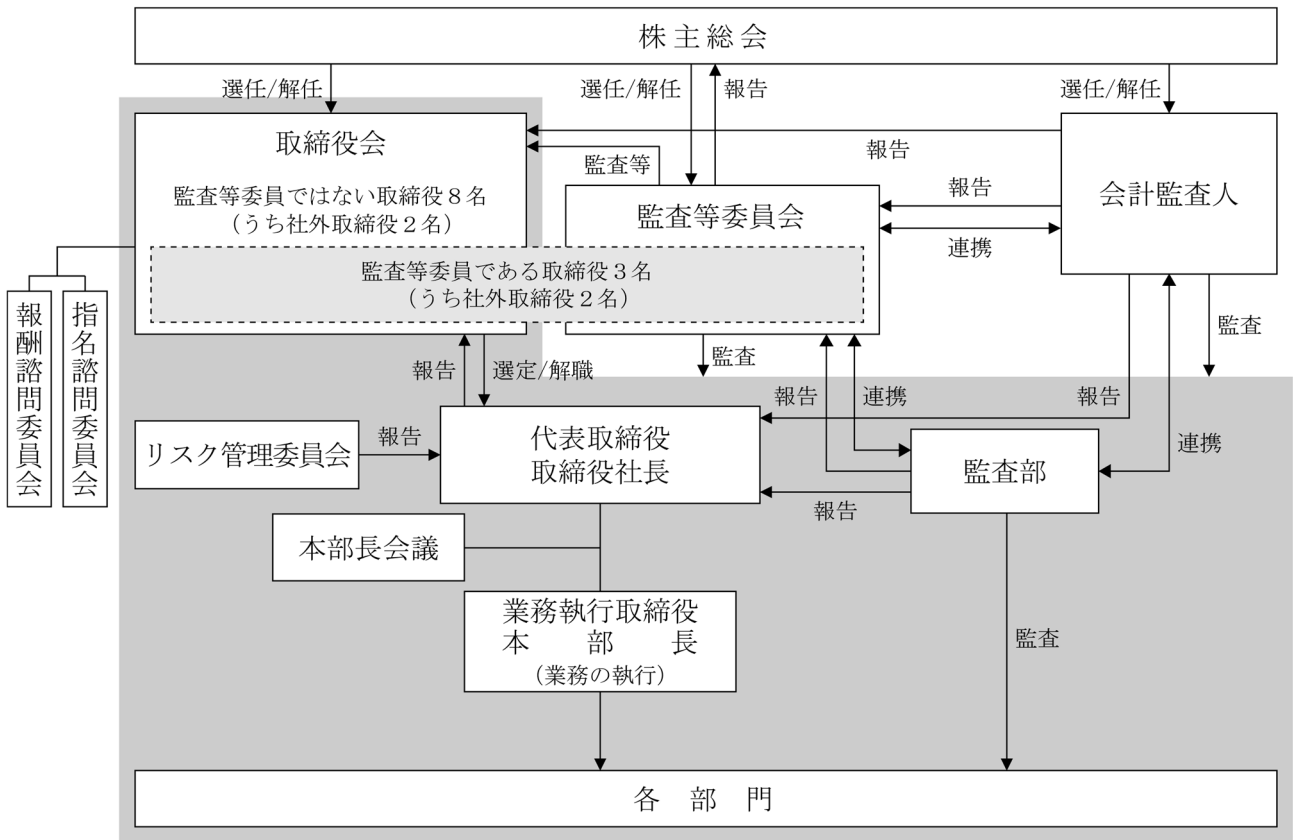 株主総会
選任/解任
選任/解任
報告
選任/解任
取締役会
監査等委員ではない取締役８名
（うち社外取締役２名）
監査等
報告
監査等委員会
報告
連携
会計監査人
監査等委員である取締役３名
（うち社外取締役２名）
報酬諮問委員会
指名諮問委員会
報告
選定/解職
監査
報告
連携
報告
監査
連携
リスク管理委員会
報告
代表取締役
取締役社長
監査部
報告
本部長会議
業務執行取締役
本部長
（業務の執行）
監査
各部門